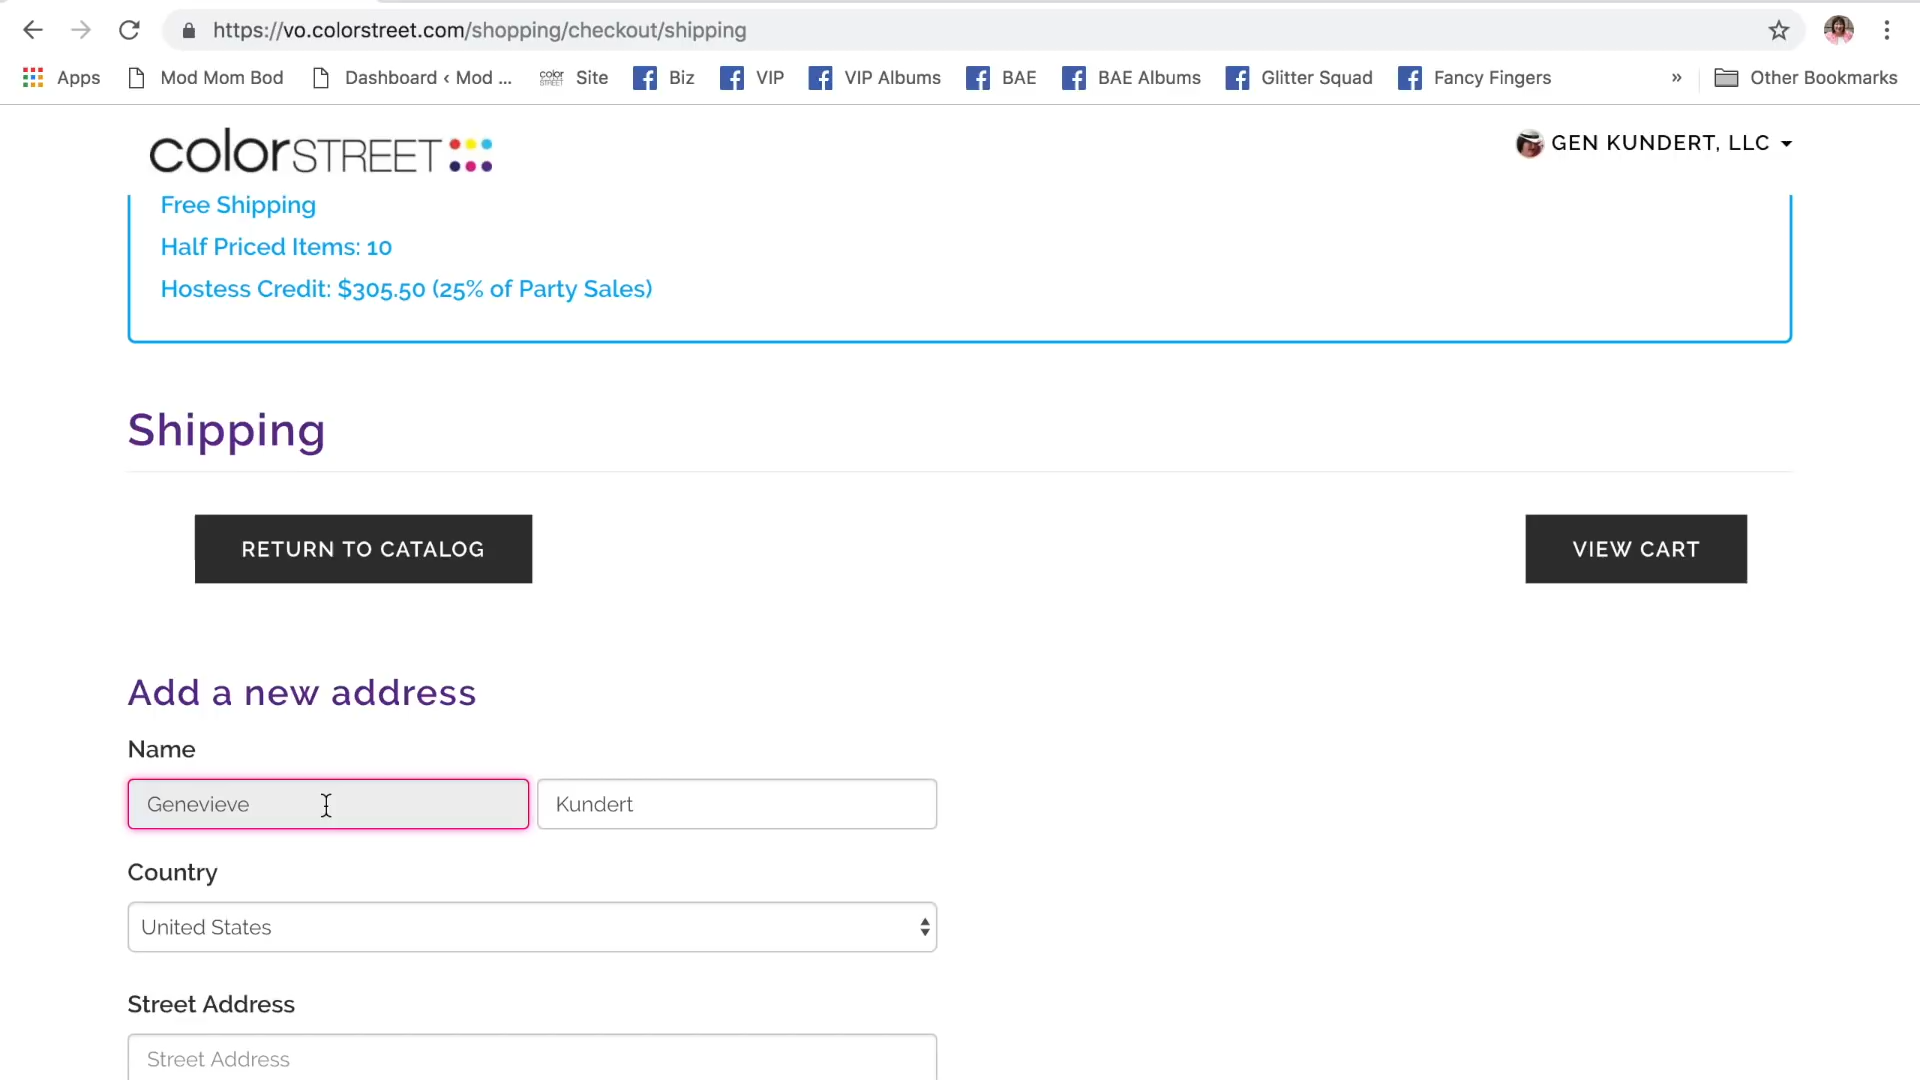 https://vo.colorstreet.com/shopping/checkout/shipping
Apps Mod Mom Bod Dashboard ‹ Mod ... color STREET Site Biz VIP VIP Albums BAE BAE Albums Glitter Squad Fancy Fingers » Other Bookmarks
colorSTREET GEN KUNDERT, LLC
Free Shipping
Half Priced Items: 10
Hostess Credit: $305.50 (25% of Party Sales)
Shipping
RETURN TO CATALOG VIEW CART
Add a new address
Name
Genevieve Kundert
Country
United States
Street Address
Street Address